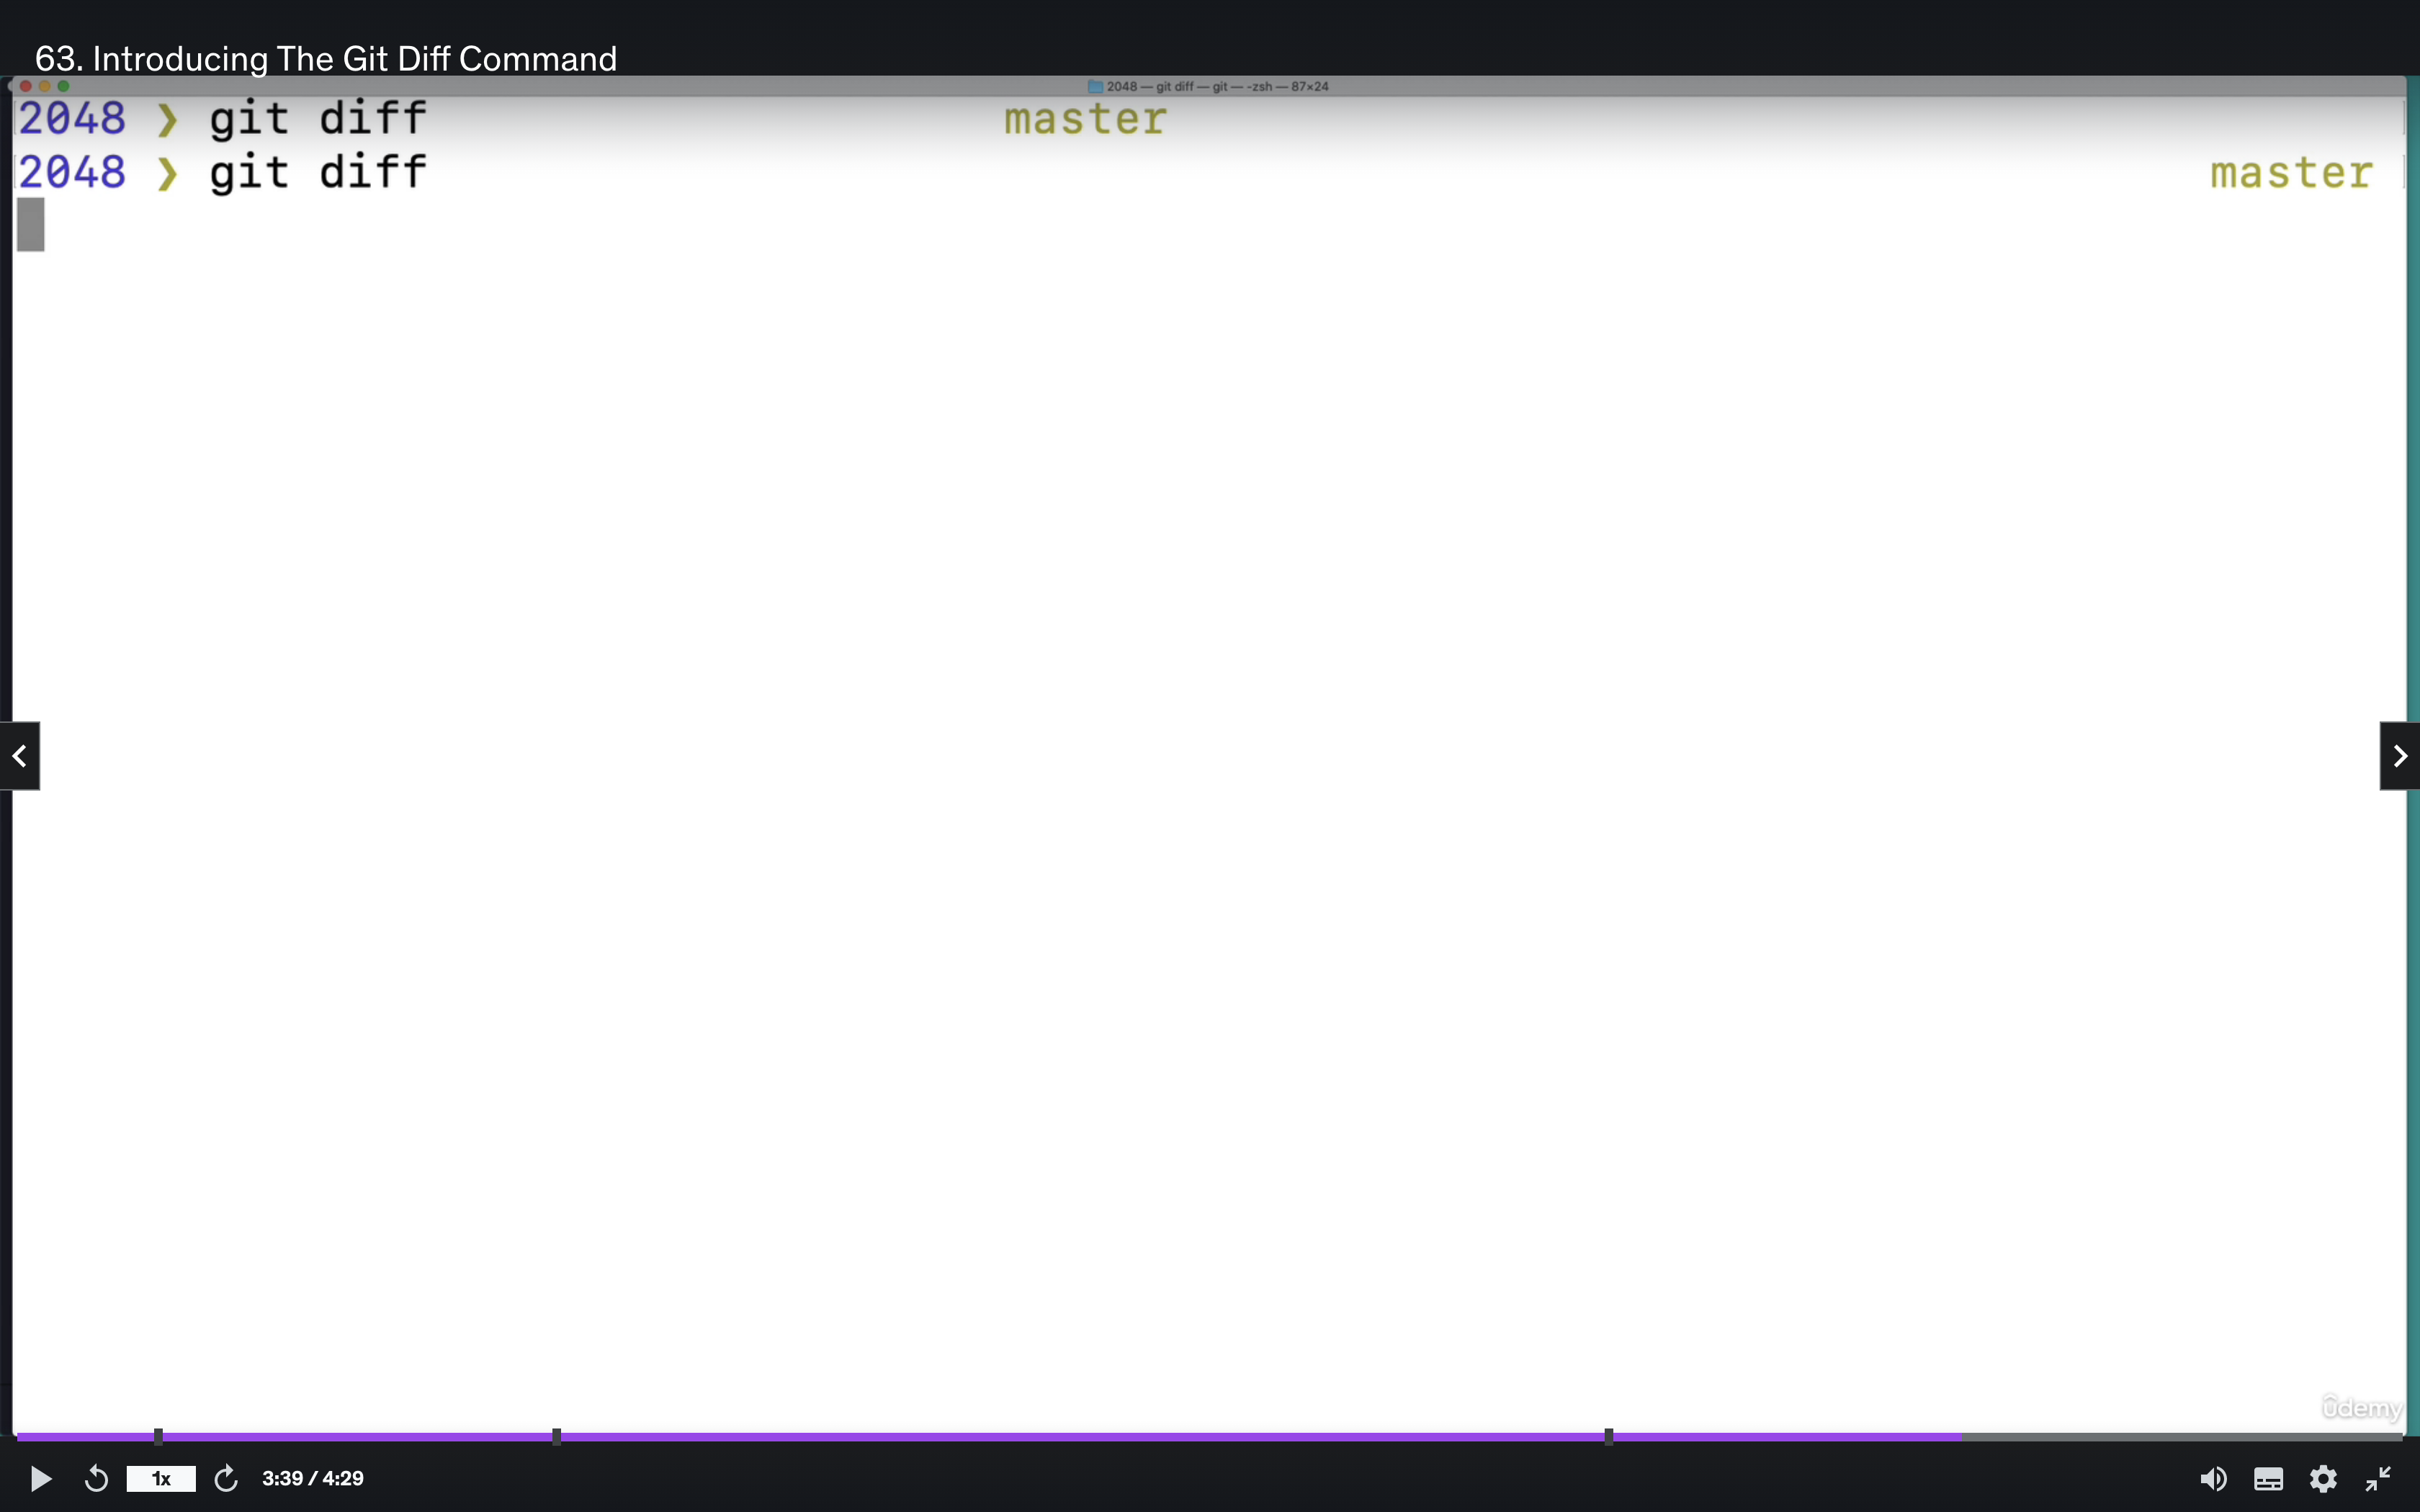 63. Introducing The Git Diff Command
2048 — git diff — git — -zsh — 87×24
2048 ❯ git diff master
2048 ❯ git diff master
ûdemy
1x
3:39 / 4:29